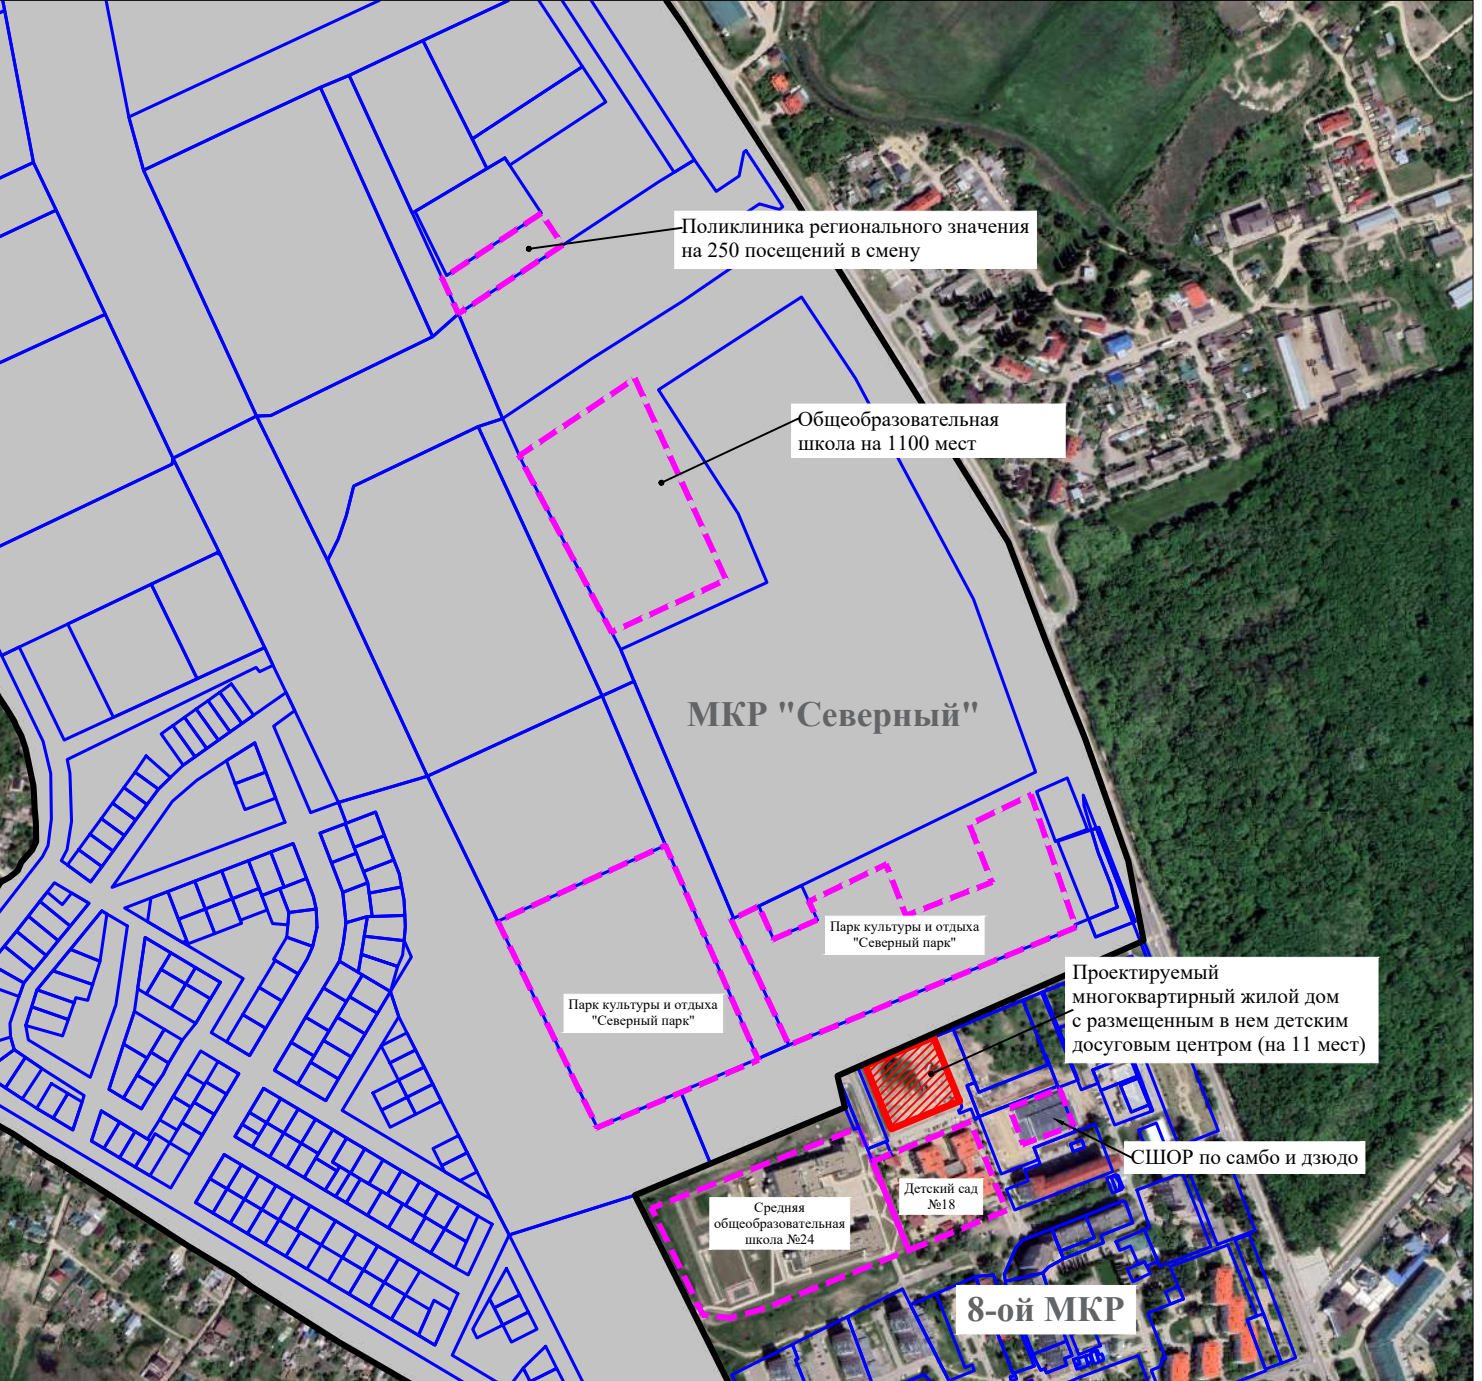 Поликлиника регионального значения
на 250 посещений в смену
Общеобразовательная
школа на 1100 мест
МКР "Северный"
Парк культуры и отдыха
"Северный парк"
Парк культуры и отдыха
"Северный парк"
Проектируемый
многоквартирный жилой дом
с размещенным в нем детским
досуговым центром (на 11 мест)
СШОР по самбо и дзюдо
Детский сад
№18
Средняя
общеобразовательная
школа №24
8-ой МКР